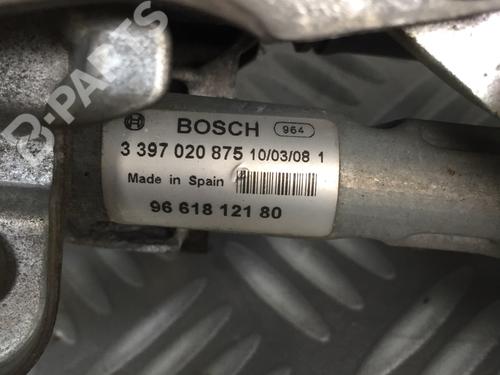 B-PARTS
BOSCH 964
3 397 020 875 10/03/08 1
Made in Spain
96 618 121 80